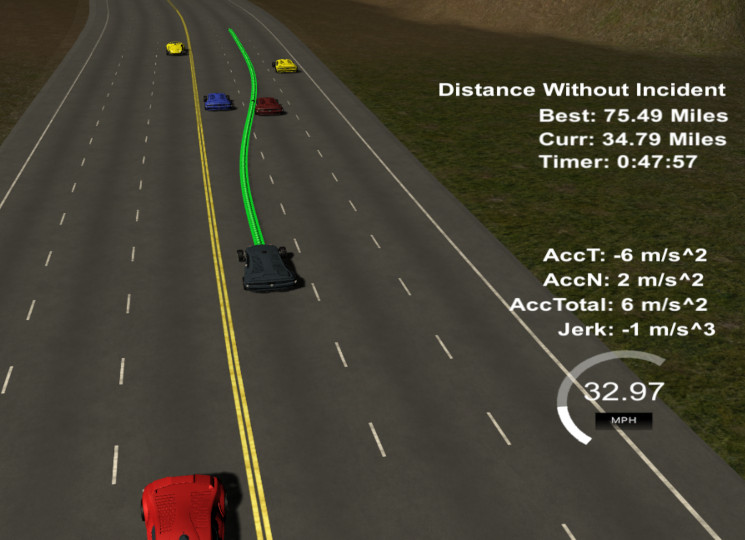 Distance Without Incident
Best: 75.49 Miles
Curr: 34.79 Miles
Timer: 0:47:57
AccT: -6 m/s^2
AccN: 2 m/s^2
AccTotal: 6 m/s^2
Jerk: -1 m/s^3
32.97
MPH